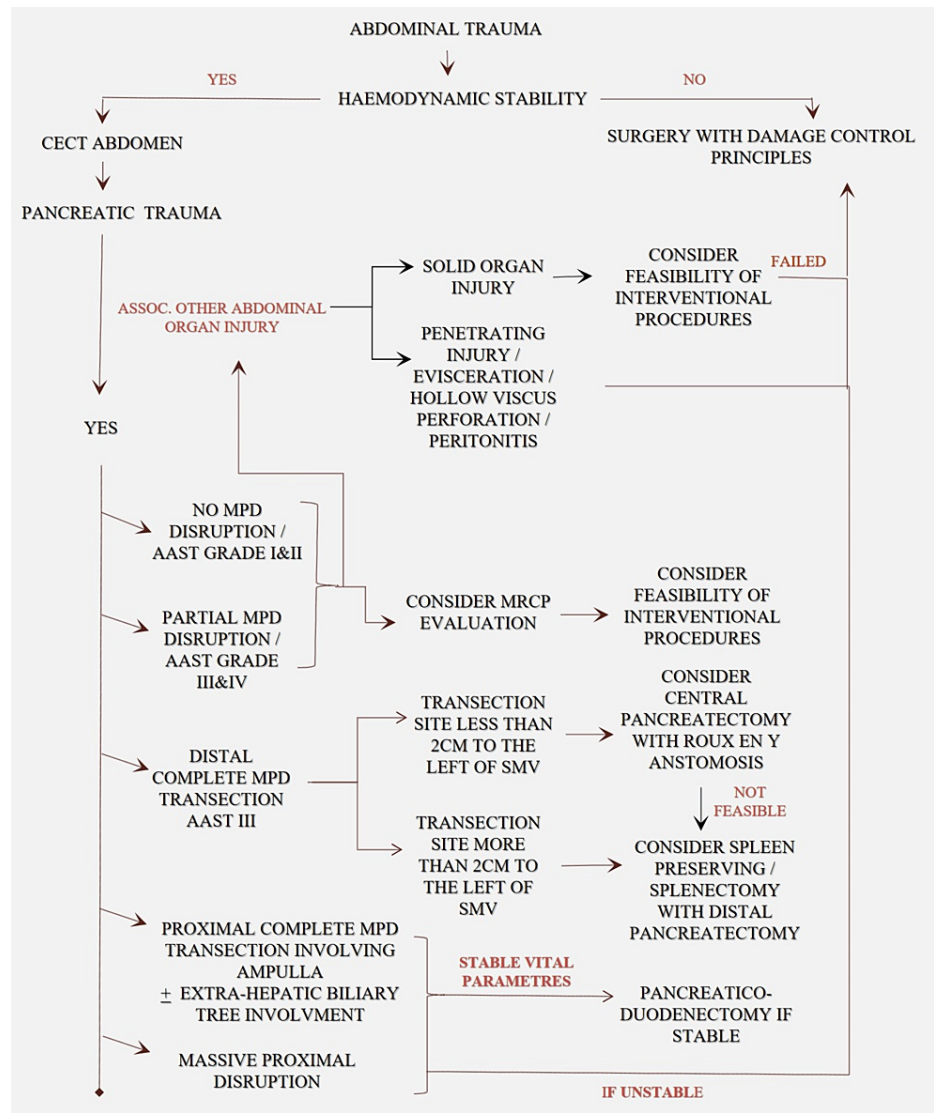 ABDOMINAL TRAUMA
YES
HAEMODYNAMIC STABILITY
NO
CECT ABDOMEN
SURGERY WITH DAMAGE CONTROL
PRINCIPLES
PANCREATIC TRAUMA
ASSOC. OTHER ABDOMINAL
ORGAN INJURY
SOLID ORGAN
INJURY
CONSIDER
FEASIBILITY OF
INTERVENTIONAL
PROCEDURES
FAILED
PENETRATING
INJURY /
EVISCERATION /
HOLLOW VISCUS
PERFORATION /
PERITONITIS
YES
NO MPD
DISRUPTION /
AAST GRADE I&II
PARTIAL MPD
DISRUPTION /
AAST GRADE
III&IV
CONSIDER MRCP
EVALUATION
CONSIDER
FEASIBILITY OF
INTERVENTIONAL
PROCEDURES
DISTAL
COMPLETE MPD
TRANSECTION
AAST III
TRANSECTION
SITE LESS THAN
2CM TO THE
LEFT OF SMV
CONSIDER
CENTRAL
PANCREATECTOMY
WITH ROUX EN Y
ANSTOMOSIS
NOT
FEASIBLE
TRANSECTION
SITE MORE
THAN 2CM TO
THE LEFT OF
SMV
CONSIDER SPLEEN
PRESERVING /
SPLENECTOMY
WITH DISTAL
PANCREATECTOMY
PROXIMAL COMPLETE MPD
TRANSECTION INVOLVING
AMPULLA
± EXTRA-HEPATIC BILIARY
TREE INVOLVMENT
STABLE VITAL
PARAMETRES
PANCREATICO-
DUODENECTOMY IF
STABLE
MASSIVE PROXIMAL
DISRUPTION
IF UNSTABLE